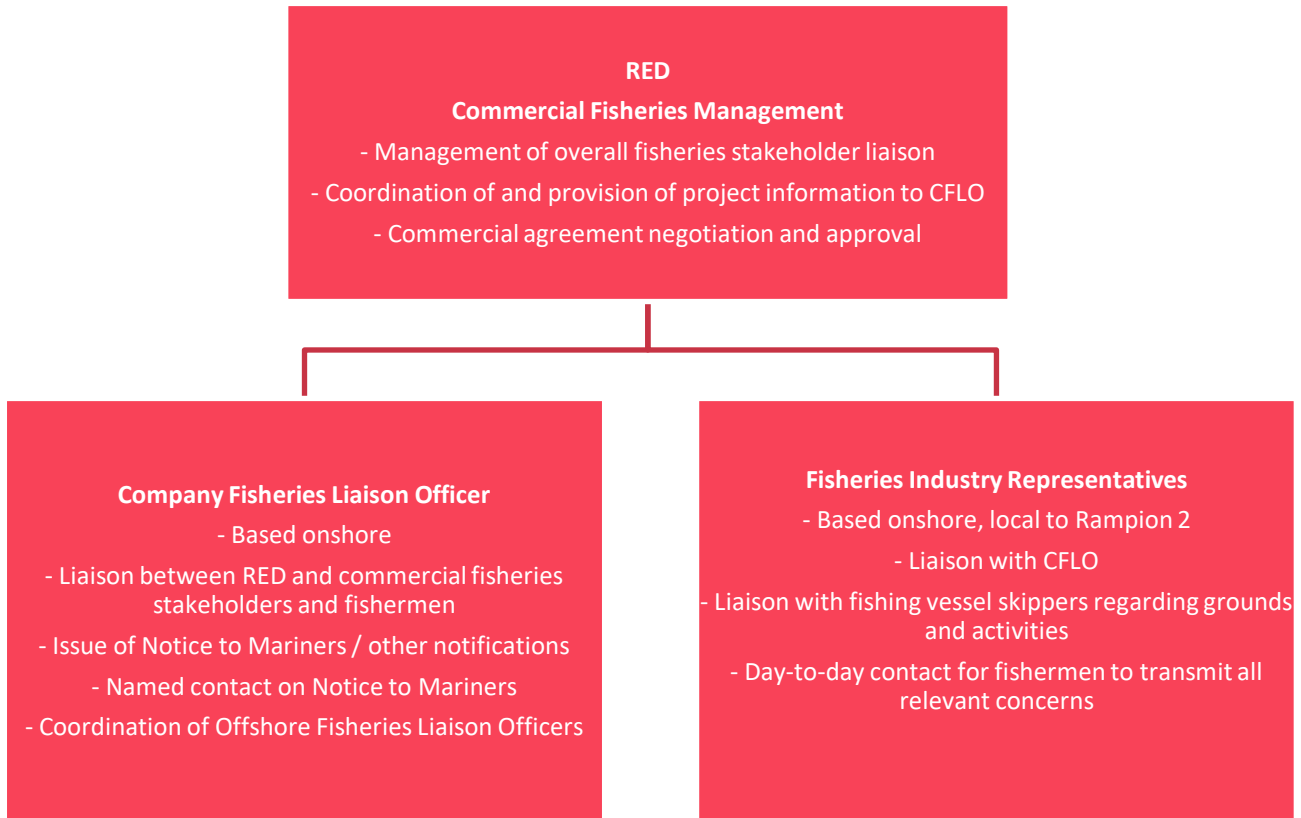 RED
Commercial Fisheries Management
- Management of overall fisheries stakeholder liaison
- Coordination of and provision of project information to CFLO
- Commercial agreement negotiation and approval
Company Fisheries Liaison Officer
- Based onshore
- Liaison between RED and commercial fisheries
stakeholders and fishermen
- Issue of Notice to Mariners / other notifications
- Named contact on Notice to Mariners
- Coordination of Offshore Fisheries Liaison Officers
Fisheries Industry Representatives
- Based onshore, local to Rampion 2
- Liaison with CFLO
- Liaison with fishing vessel skippers regarding grounds
and activities
- Day-to-day contact for fishermen to transmit all
relevant concerns